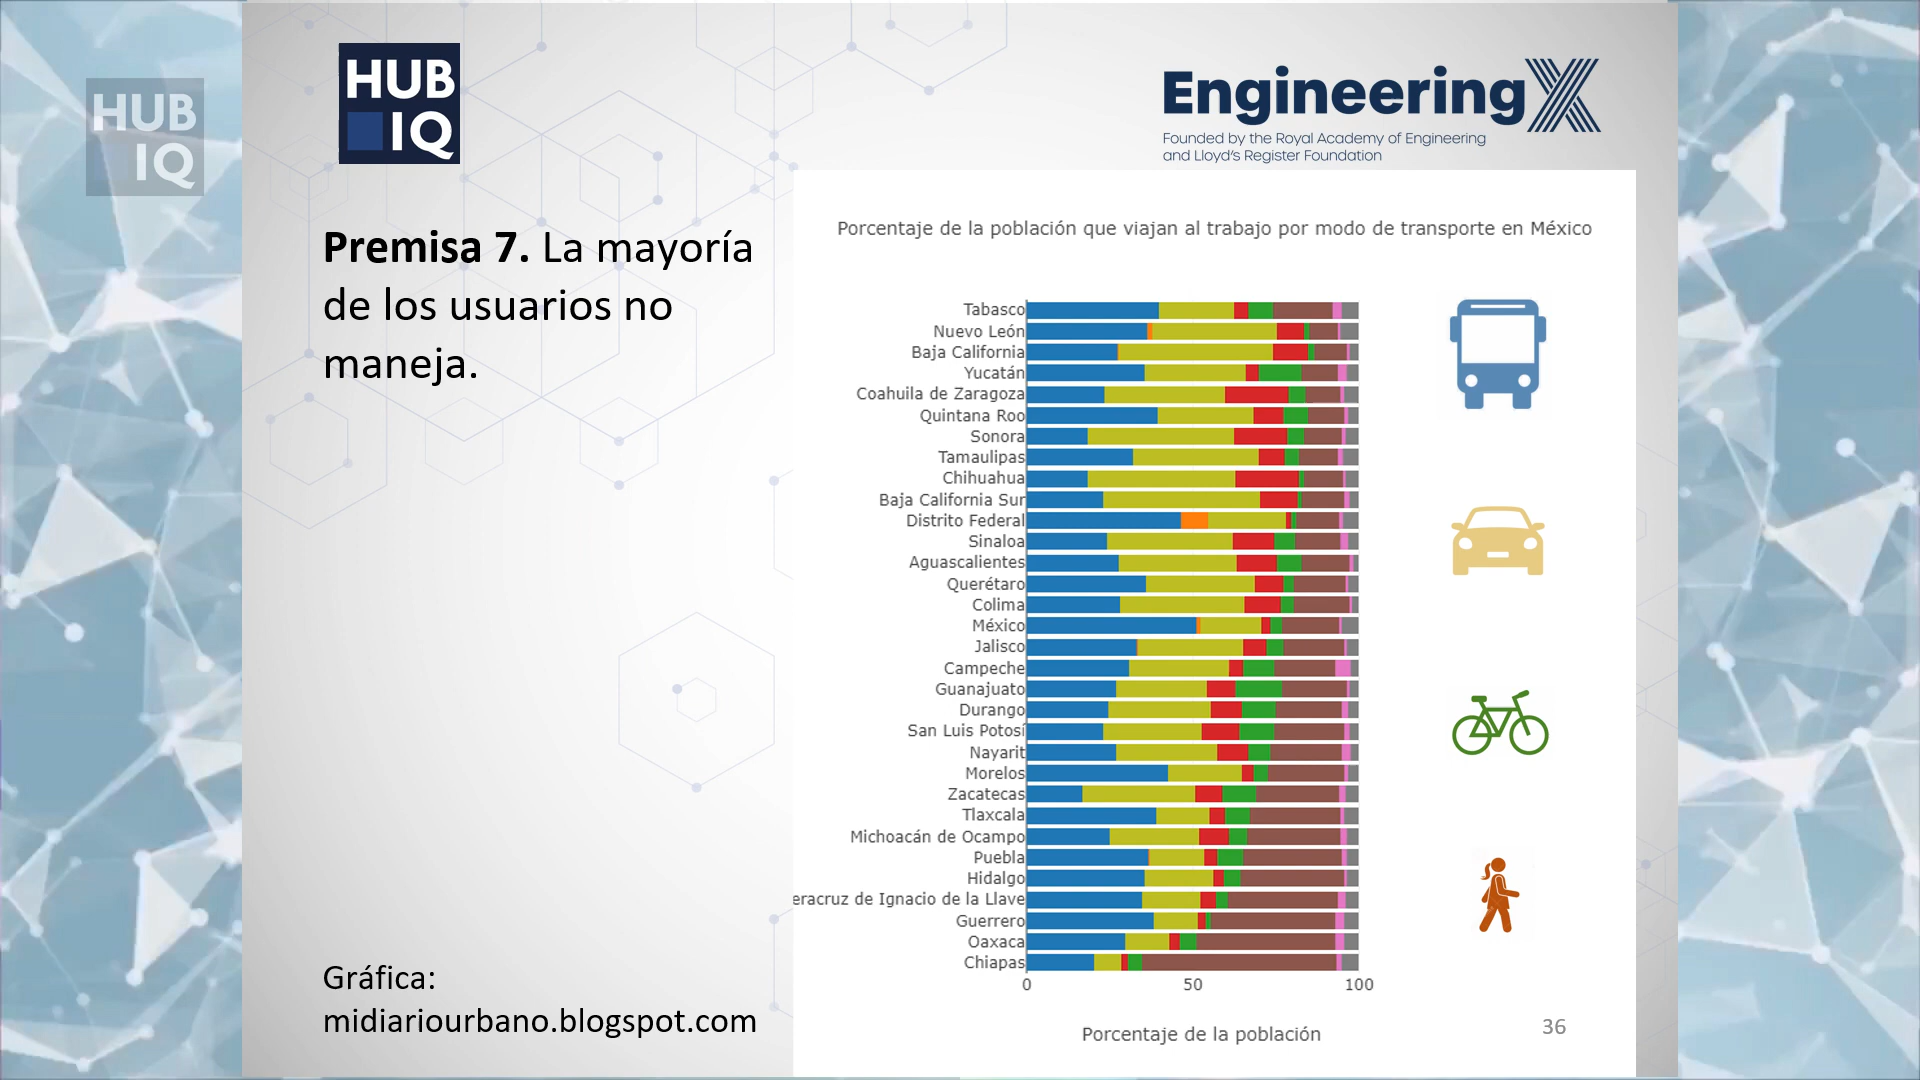 HUB
IQ
HUB
IQ
EngineeringX
Founded by the Royal Academy of Engineering
and Lloyd's Register Foundation
Premisa 7. La mayoría
de los usuarios no
maneja.
Gráfica:
midiariourbano.blogspot.com
Porcentaje de la población que viajan al trabajo por modo de transporte en México
Tabasco
Nuevo León
Baja California
Yucatán
Coahuila de Zaragoza
Quintana Roo
Sonora
Tamaulipas
Chihuahua
Baja California Sur
Distrito Federal
Sinaloa
Aguascalientes
Querétaro
Colima
México
Jalisco
Campeche
Guanajuato
Durango
San Luis Potosí
Nayarit
Morelos
Zacatecas
Tlaxcala
Michoacán de Ocampo
Puebla
Hidalgo
eracruz de Ignacio de la Llave
Guerrero
Oaxaca
Chiapas
0 50 100
Porcentaje de la población
36